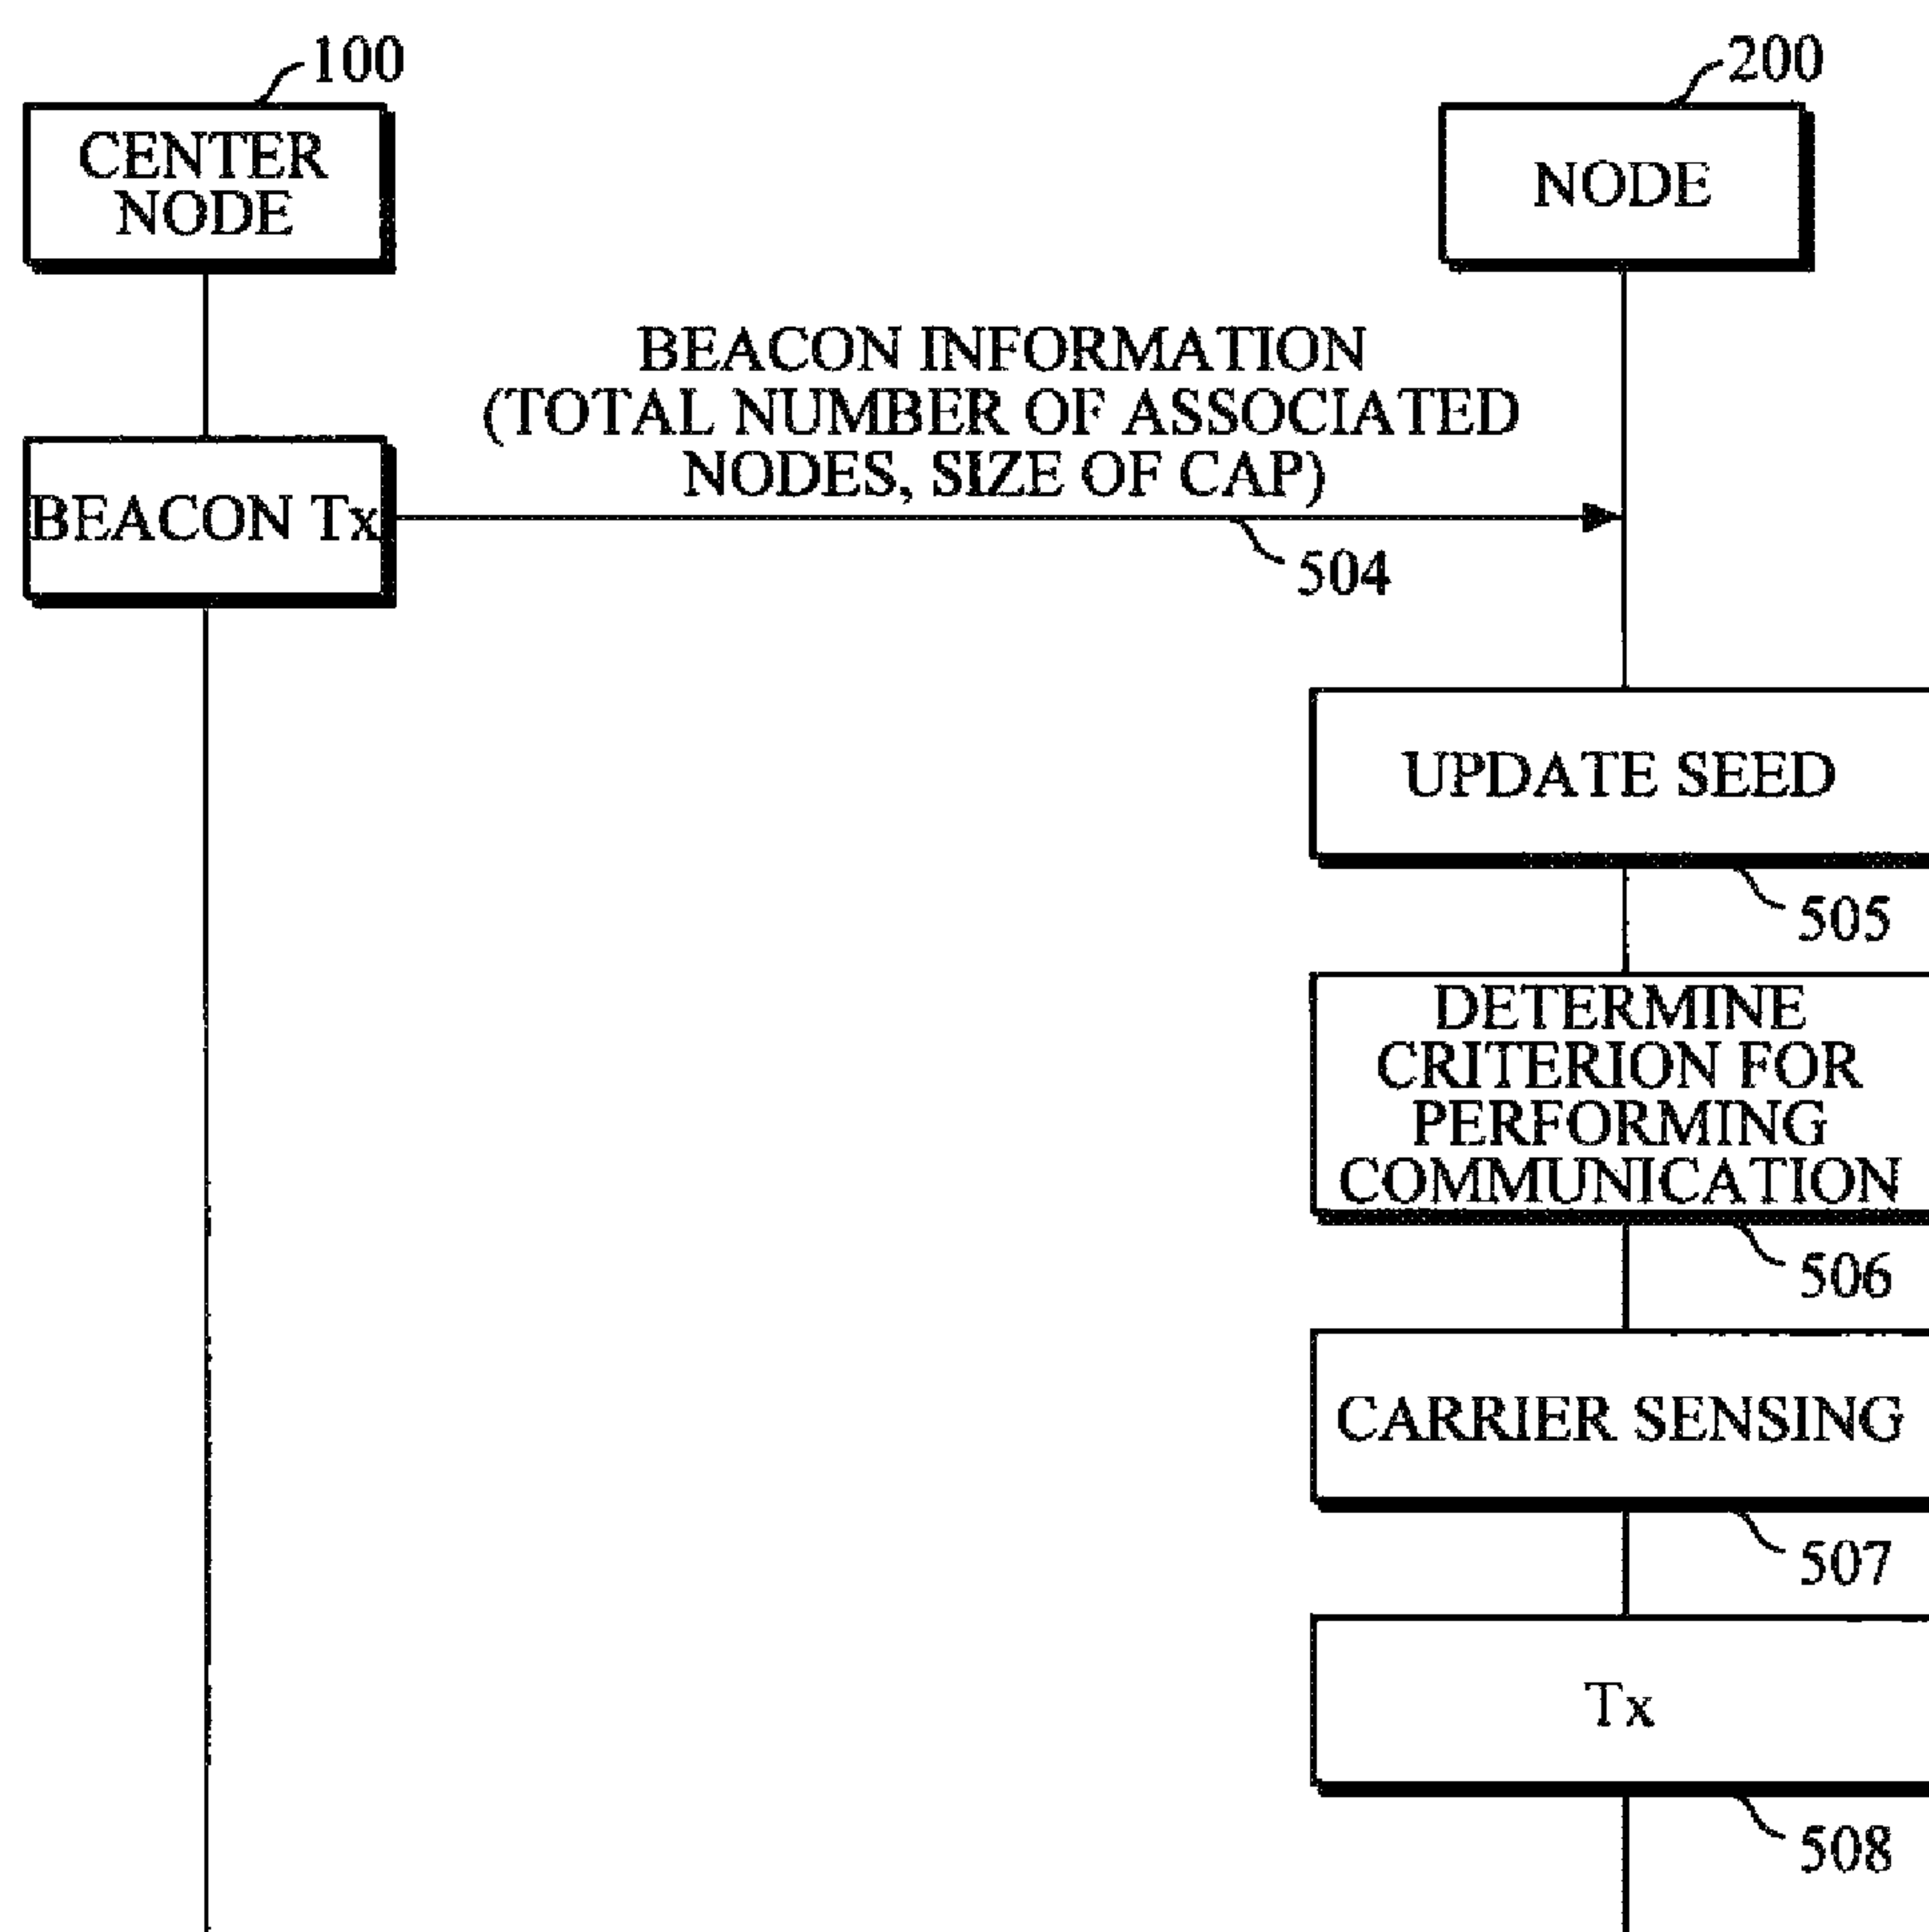 100
200
CENTER
NODE
NODE
BEACON INFORMATION
(TOTAL NUMBER OF ASSOCIATED
NODES, SIZE OF CAP)
BEACON Tx
504
UPDATE SEED
505
DETERMINE
CRITERION FOR
PERFORMING
COMMUNICATION
506
CARRIER SENSING
507
Tx
508